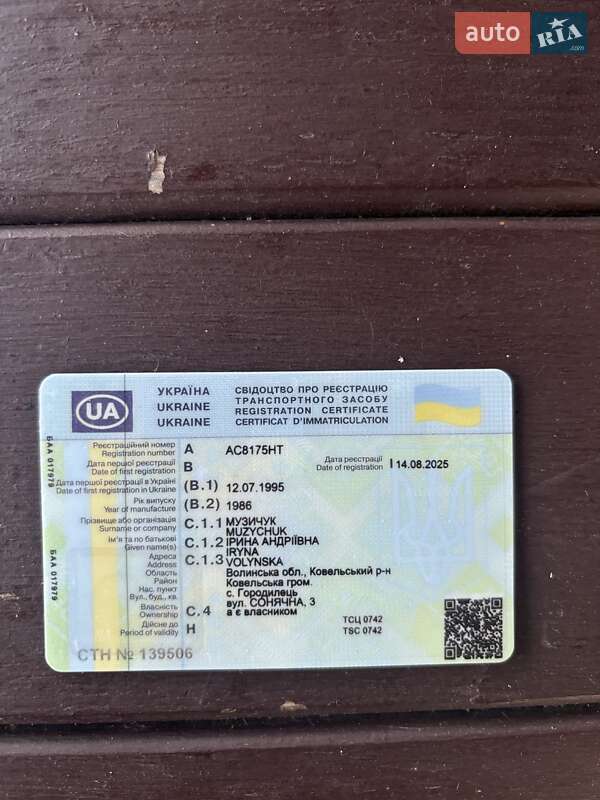 auto RIA .com
УКРАЇНА СВІДОЦТВО ПРО РЕЄСТРАЦІЮ
ТРАНСПОРТНОГО ЗАСОБУ
UKRAINE REGISTRATION CERTIFICATE
UKRAINE CERTIFICAT D'IMMATRICULATION
UA
Реєстраційний номер
Registration number A AC8175HT
Дата першої реєстрації
Date of first registration B
Дата реєстрації
Date of registration I 14.08.2025
Дата першої реєстрації в Україні
Date of first registration in Ukraine (B.1) 12.07.1995
Рік випуску
Year of manufacture (B.2) 1986
Прізвище або організація
Surname or company C.1.1 МУЗИЧУК
MUZYCHUK
Ім'я та по батькові
Given name(s) C.1.2 ІРИНА АНДРІЇВНА
IRYNA
Адреса
Address C.1.3 VOLYNSKA
Область Волинська обл., Ковельський р-н
Район Ковельська гром.
Нас. пункт с. Городилець
Вул., буд., кв. вул. СОНЯЧНА, 3
Власність
Ownership C.4 а є власником
Дійсне до
Period of validity H
ТСЦ 0742
TSC 0742
СТН № 139506
БАА 017979
БАА 017979